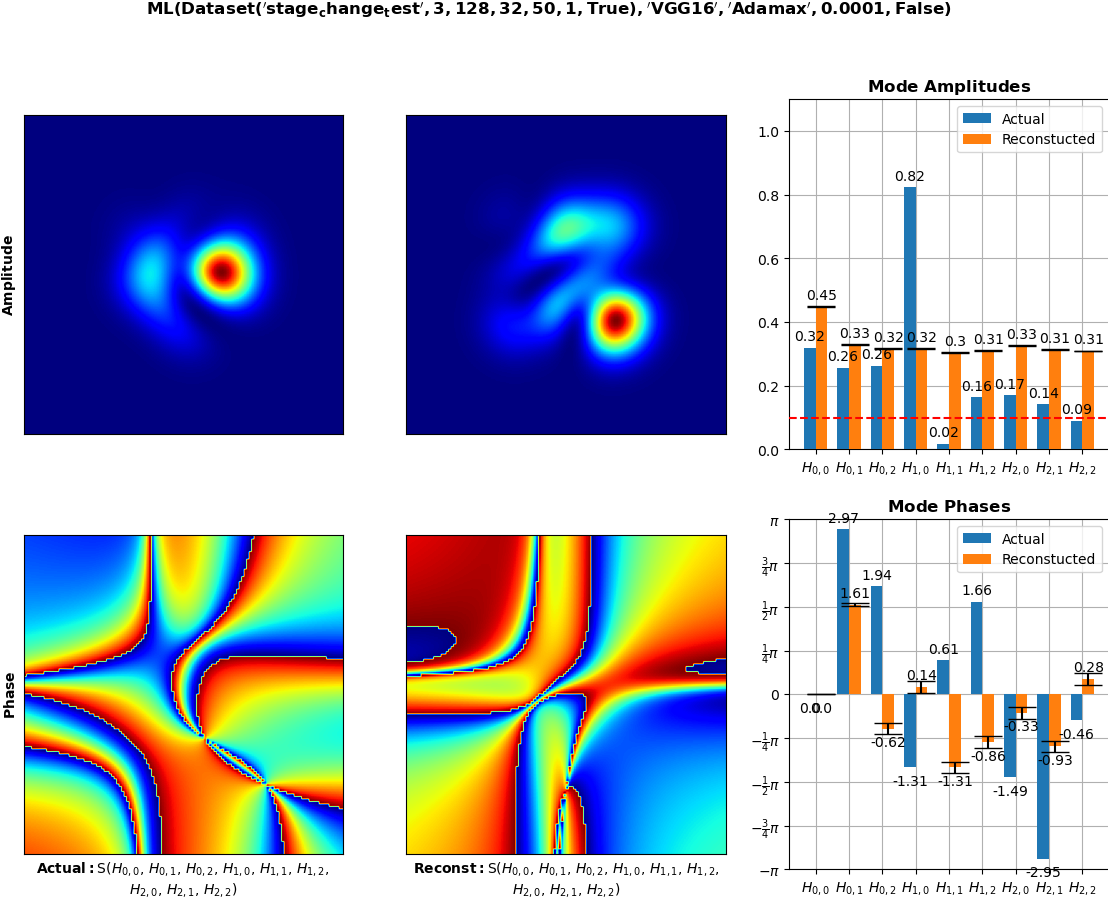 ML(Dataset('stage_change_test', 3, 128, 32, 50, 1, True), 'VGG16', 'Adamax', 0.0001, False)
Amplitude
Mode Amplitudes
Actual
Reconstucted
1.0
0.8
0.6
0.4
0.2
0.0
0.32
0.45
0.26
0.33
0.26
0.32
0.82
0.32
0.02
0.3
0.16
0.31
0.17
0.33
0.14
0.31
0.09
0.31
H0,0 H0,1 H0,2 H1,0 H1,1 H1,2 H2,0 H2,1 H2,2
Phase
Actual: S(H0,0, H0,1, H0,2, H1,0, H1,1, H1,2,
H2,0, H2,1, H2,2)
Reconst: S(H0,0, H0,1, H0,2, H1,0, H1,1, H1,2,
H2,0, H2,1, H2,2)
Mode Phases
Actual
Reconstucted
π
3/4π
1/2π
1/4π
0
−1/4π
−1/2π
−3/4π
−π
0.0
0.0
2.97
1.61
1.94
-0.62
-1.31
0.14
0.61
-1.31
1.66
-0.86
-1.49
-0.33
-2.95
-0.93
-0.46
0.28
H0,0 H0,1 H0,2 H1,0 H1,1 H1,2 H2,0 H2,1 H2,2